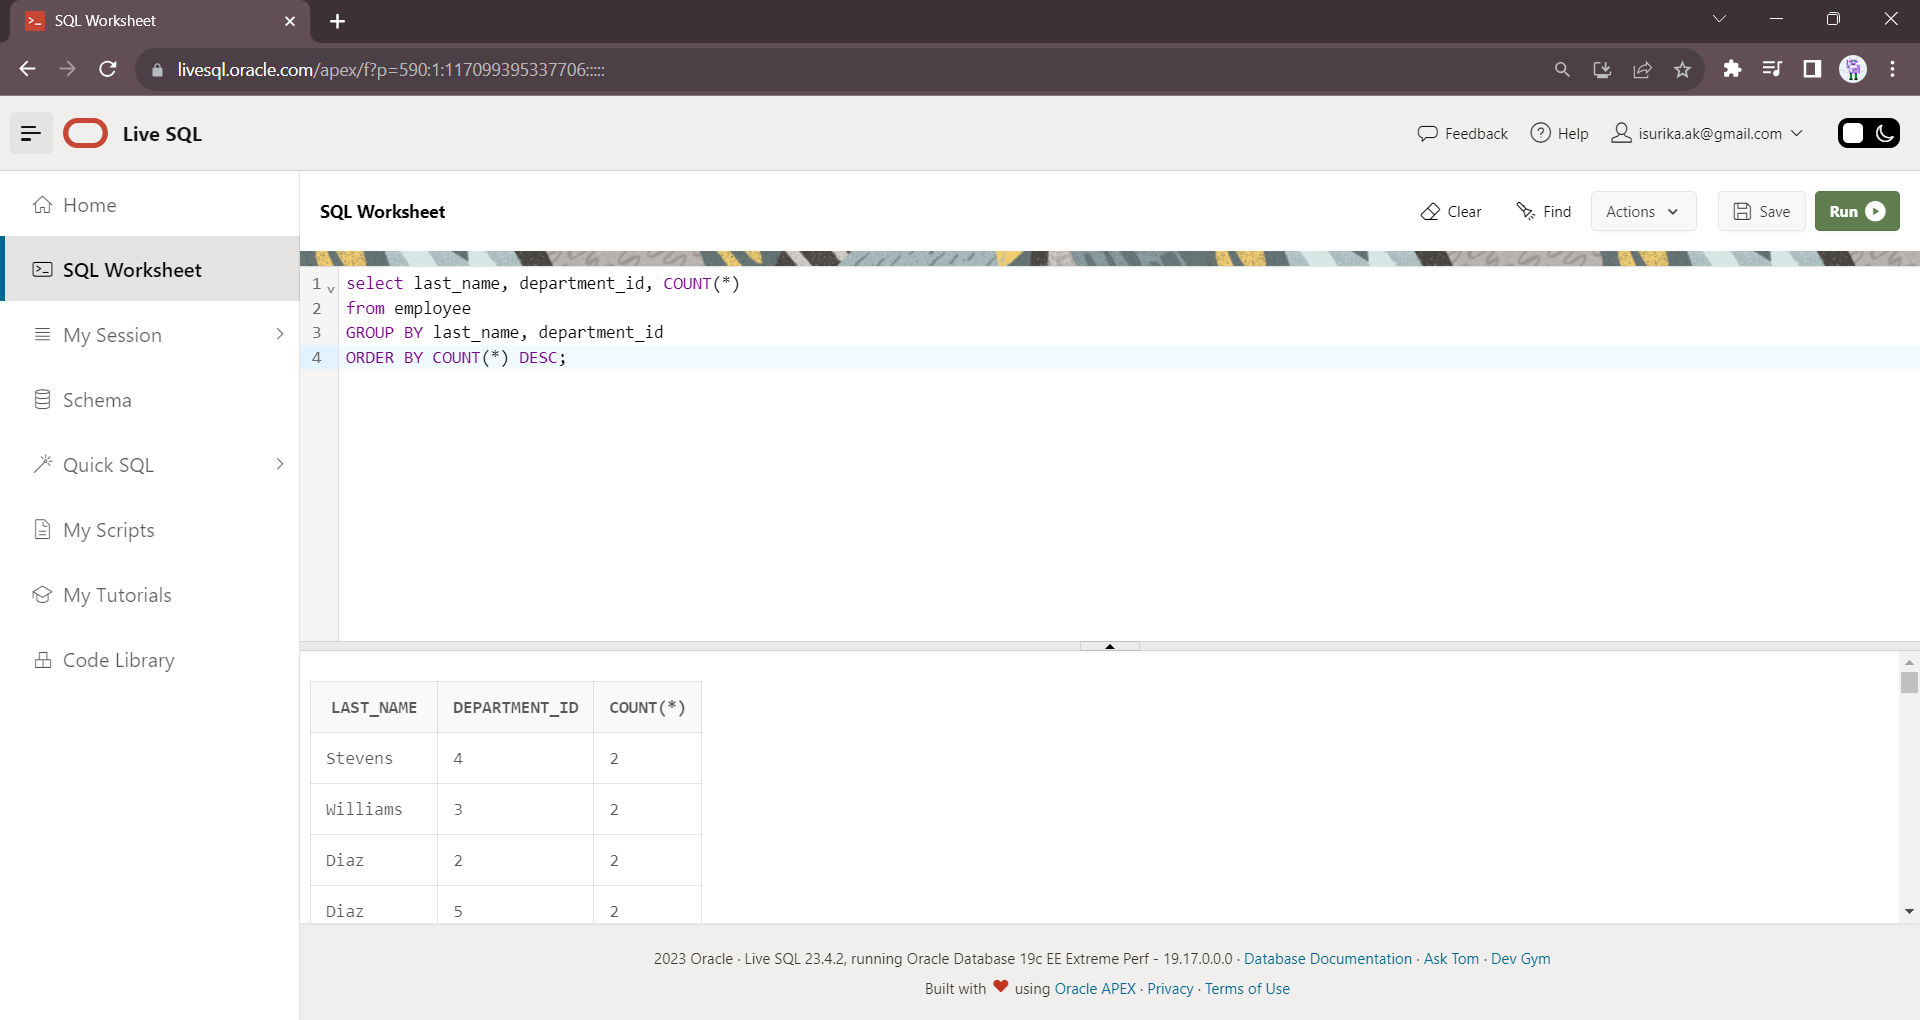 SQL Worksheet
livesql.oracle.com/apex/f?p=590:1:117099395337706:::::
Live SQL
Feedback
Help
isurika.ak@gmail.com
Home
SQL Worksheet
My Session
Schema
Quick SQL
My Scripts
My Tutorials
Code Library
SQL Worksheet
Clear
Find
Actions
Save
Run
1 select last_name, department_id, COUNT(*)
2 from employee
3 GROUP BY last_name, department_id
4 ORDER BY COUNT(*) DESC;
LAST_NAME DEPARTMENT_ID COUNT(*)
Stevens 4 2
Williams 3 2
Diaz 2 2
Diaz 5 2
2023 Oracle · Live SQL 23.4.2, running Oracle Database 19c EE Extreme Perf - 19.17.0.0.0 · Database Documentation · Ask Tom · Dev Gym
Built with ❤ using Oracle APEX · Privacy · Terms of Use